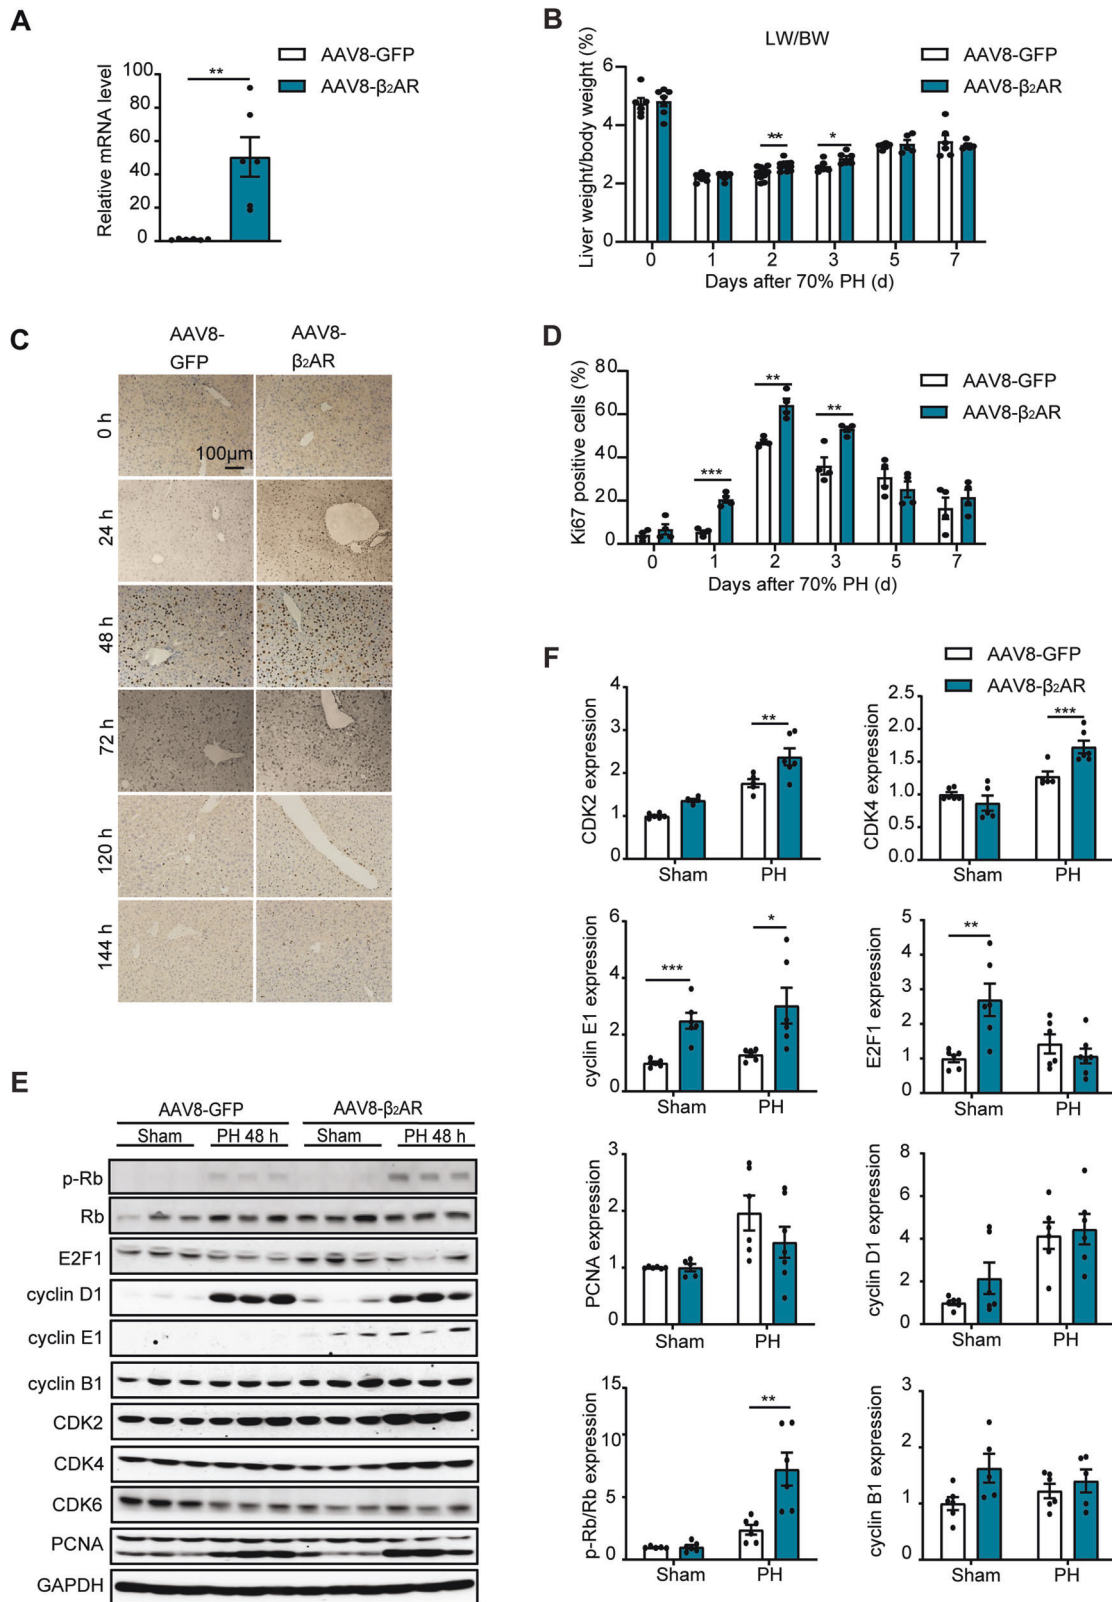 A
AAV8-GFP
AAV8-β₂AR
**
Relative mRNA level
100
80
60
40
20
0
B
LW/BW
Liver weight/body weight (%)
6
4
2
0
**
*
0 1 2 3 5 7
Days after 70% PH (d)
AAV8-GFP
AAV8-β₂AR
C
AAV8-
GFP
AAV8-
β₂AR
0 h
100μm
24 h
48 h
72 h
120 h
144 h
D
Ki67 positive cells (%)
80
60
40
20
0
***
**
**
0 1 2 3 5 7
Days after 70% PH (d)
AAV8-GFP
AAV8-β₂AR
E
AAV8-GFP AAV8-β₂AR
Sham PH 48 h Sham PH 48 h
p-Rb
Rb
E2F1
cyclin D1
cyclin E1
cyclin B1
CDK2
CDK4
CDK6
PCNA
GAPDH
F
AAV8-GFP
AAV8-β₂AR
CDK2 expression
4
3
2
1
0
**
Sham PH
CDK4 expression
2.5
2.0
1.5
1.0
0.5
0.0
***
Sham PH
cyclin E1 expression
6
4
2
0
***
*
Sham PH
E2F1 expression
5
4
3
2
1
0
**
Sham PH
PCNA expression
3
2
1
0
Sham PH
cyclin D1 expression
8
6
4
2
0
Sham PH
p-Rb/Rb expression
15
10
5
0
**
Sham PH
cyclin B1 expression
3
2
1
0
Sham PH